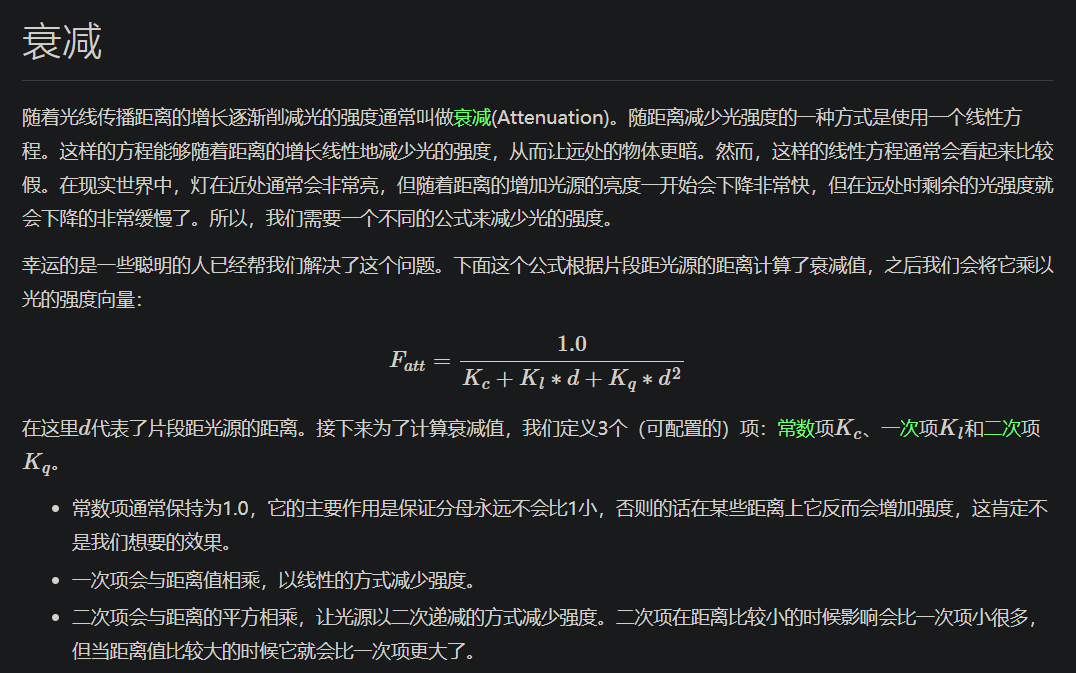 衰减
随着光线传播距离的增长逐渐削减光的强度通常叫做衰减(Attenuation)。随距离减少光强度的一种方式是使用一个线性方
程。这样的方程能够随着距离的增长线性地减少光的强度，从而让远处的物体更暗。然而，这样的线性方程通常会看起来比较
假。在现实世界中，灯在近处通常会非常亮，但随着距离的增加光源的亮度一开始会下降非常快，但在远处时剩余的光强度就
会下降的非常缓慢了。所以，我们需要一个不同的公式来减少光的强度。
幸运的是一些聪明的人已经帮我们解决了这个问题。下面这个公式根据片段距光源的距离计算了衰减值，之后我们会将它乘以
光的强度向量：
$F_{att} = \frac{1.0}{K_c + K_l * d + K_q * d^2}$
在这里$d$代表了片段距光源的距离。接下来为了计算衰减值，我们定义3个（可配置的）项：常数项$K_c$、一次项$K_l$和二次项
$K_q$。
• 常数项通常保持为1.0，它的主要作用是保证分母永远不会比1小，否则的话在某些距离上它反而会增加强度，这肯定不
是我们想要的效果。
• 一次项会与距离值相乘，以线性的方式减少强度。
• 二次项会与距离的平方相乘，让光源以二次递减的方式减少强度。二次项在距离比较小的时候影响会比一次项小很多，
但当距离值比较大的时候它就会比一次项更大了。